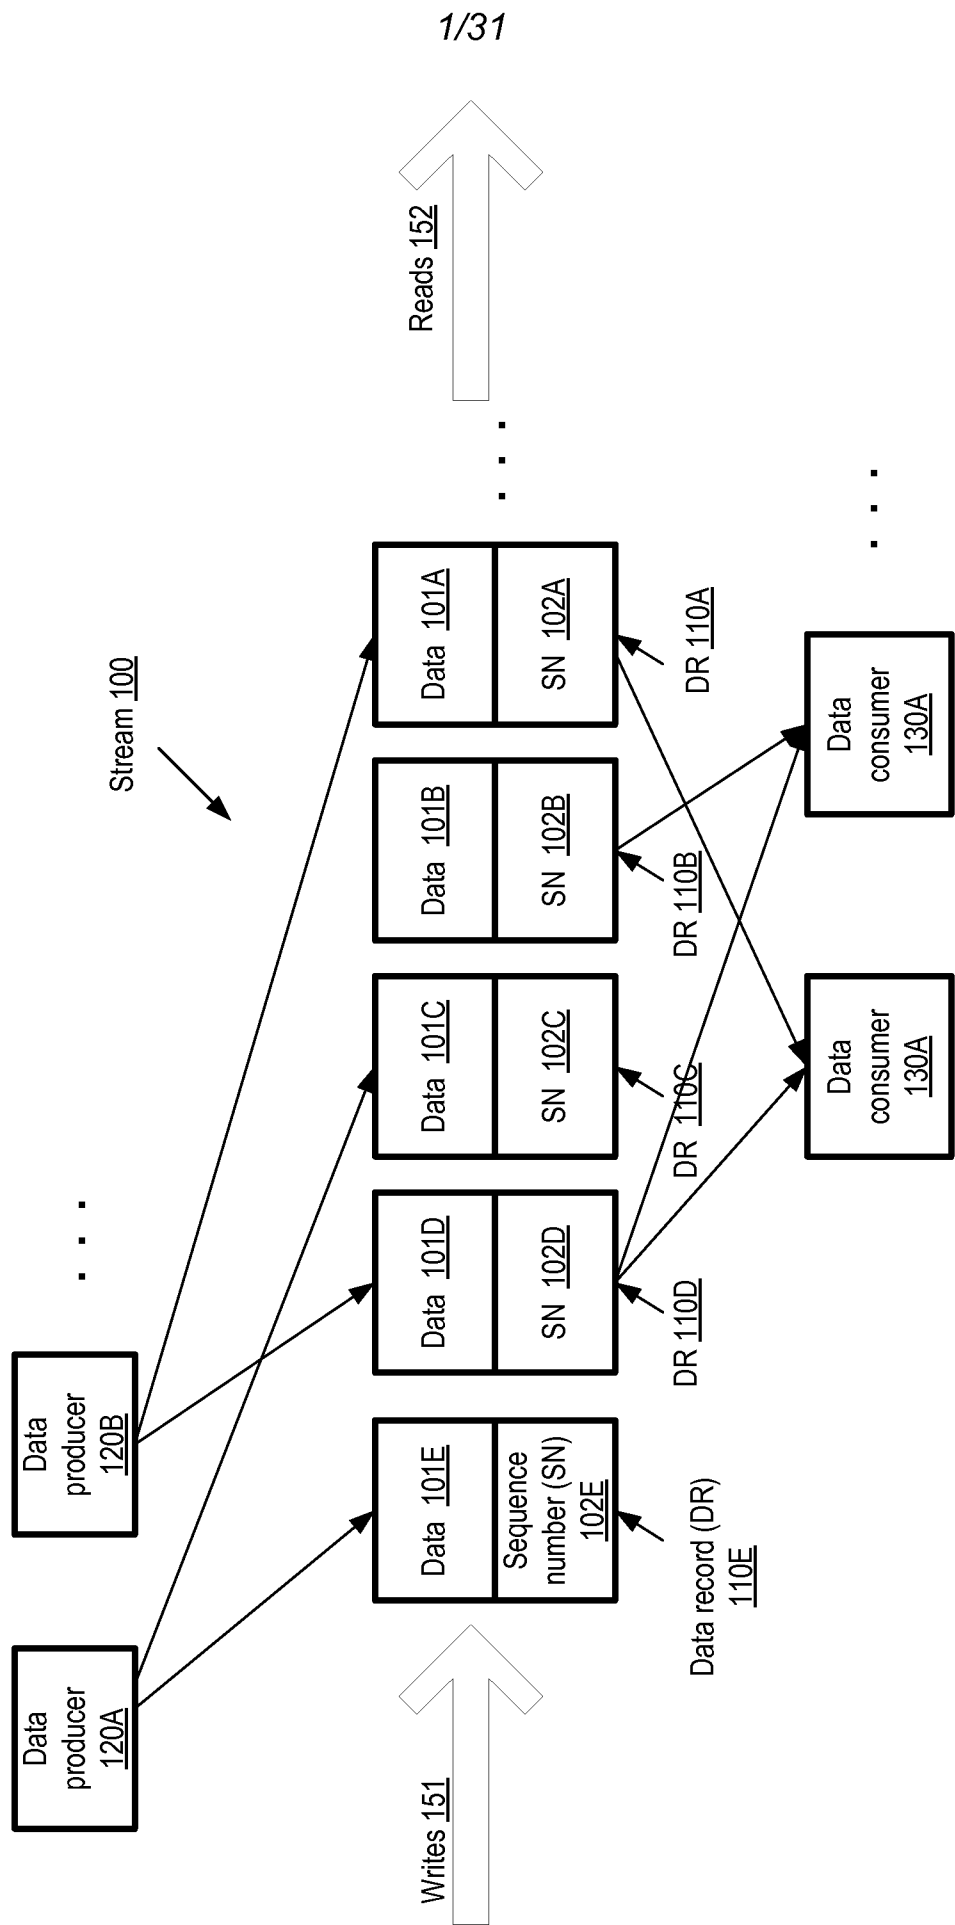 1/31
Data
producer
120A
Data
producer
120B
. . .
Stream 100
Writes 151
Data 101E
Sequence
number (SN)
102E
Data 101D
SN 102D
Data 101C
SN 102C
Data 101B
SN 102B
Data 101A
SN 102A
. . .
Reads 152
Data record (DR)
110E
DR 110D
DR 110C
DR 110B
DR 110A
Data
consumer
130A
Data
consumer
130A
. . .